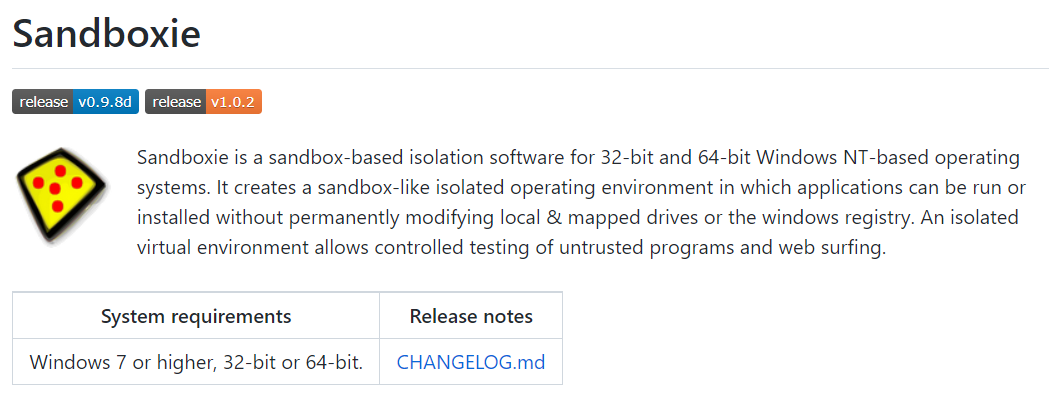 Sandboxie
release v0.9.8d release v1.0.2
Sandboxie is a sandbox-based isolation software for 32-bit and 64-bit Windows NT-based operating
systems. It creates a sandbox-like isolated operating environment in which applications can be run or
installed without permanently modifying local & mapped drives or the windows registry. An isolated
virtual environment allows controlled testing of untrusted programs and web surfing.
System requirements Release notes
Windows 7 or higher, 32-bit or 64-bit. CHANGELOG.md